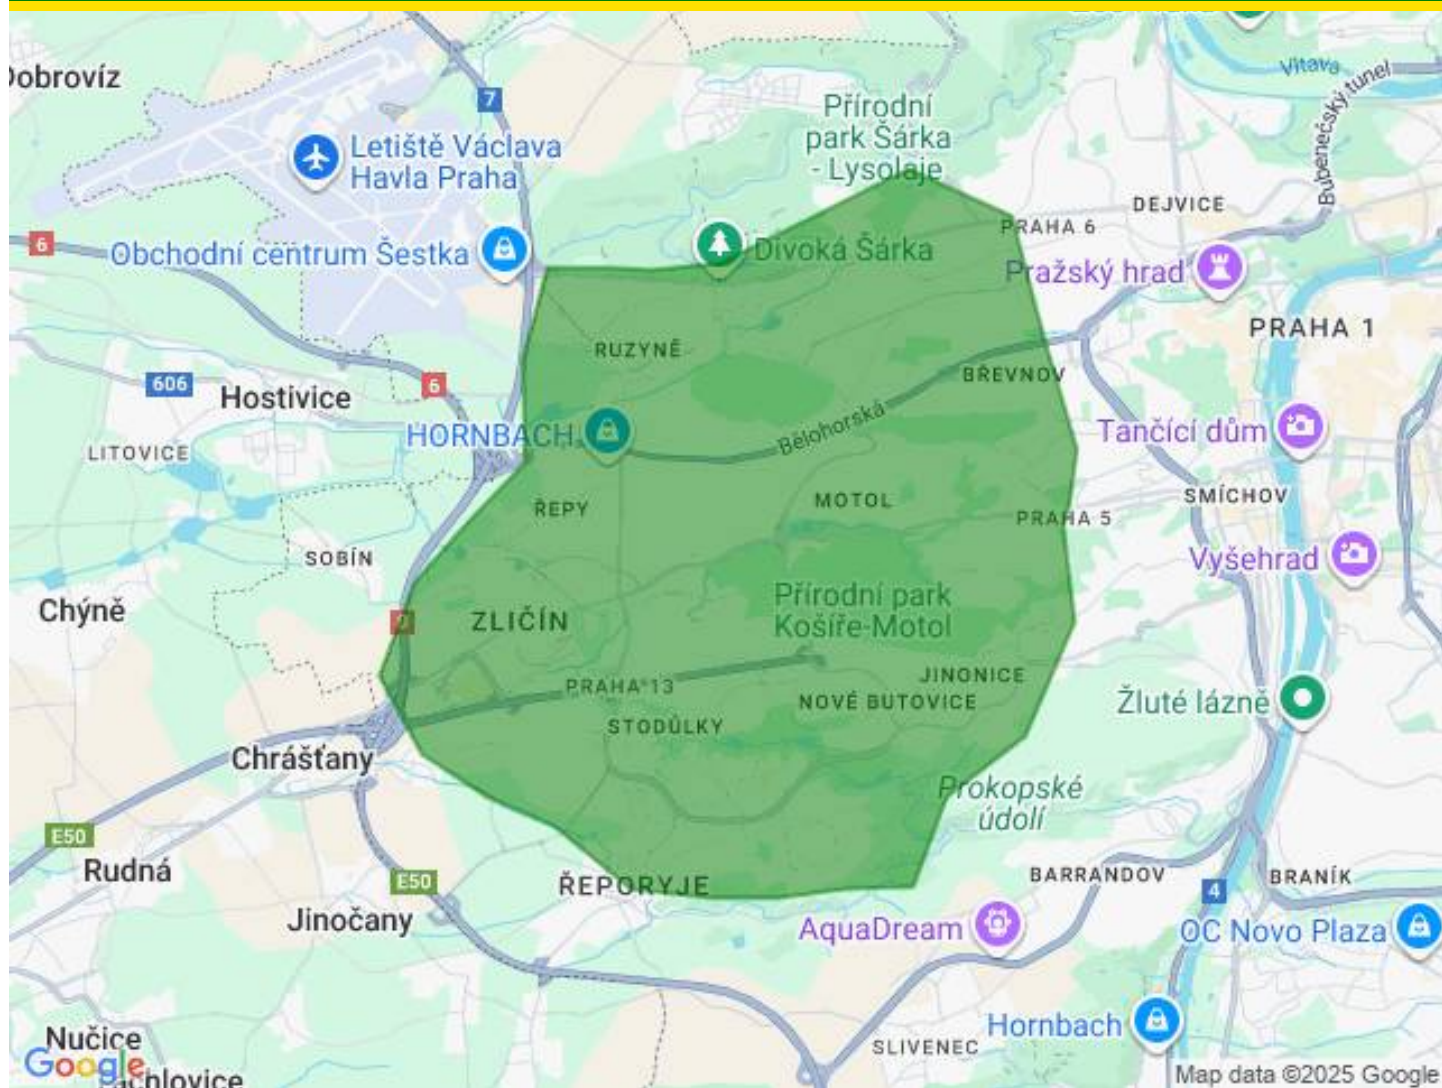 Vltava
Bubenečský tunel
Dobrovíz
7
Přírodní
park Šárka
- Lysolaje
Letiště Václava
Havla Praha
DEJVICE
PRAHA 6
6
Obchodní centrum Šestka
Divoká Šárka
Pražský hrad
PRAHA 1
RUZYNĚ
606
6
Hostivice
BŘEVNOV
HORNBACH
Bělohorská
Tančící dům
LITOVICE
ŘEPY
MOTOL
SMÍCHOV
PRAHA 5
SOBÍN
Vyšehrad
Chýně
ZLIČÍN
Přírodní park
Košíře-Motol
JINONICE
PRAHA 13
NOVÉ BUTOVICE
Žluté lázně
STODŮLKY
Chrášťany
Prokopské
údolí
E50
Rudná
E50
ŘEPORYJE
BARRANDOV
4
BRANÍK
Jinočany
AquaDream
OC Novo Plaza
Hornbach
Nučice
SLIVENEC
Google
Map data ©2025 Google